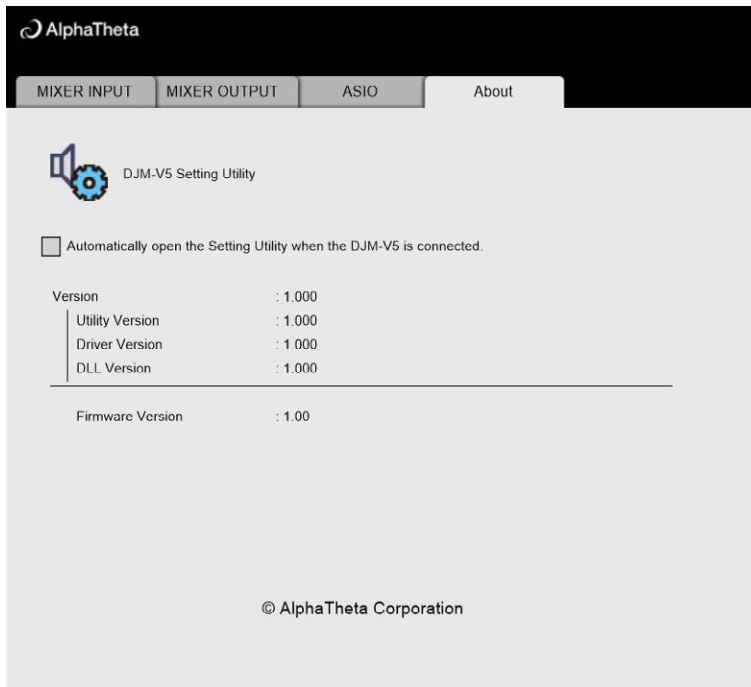 AlphaTheta
MIXER INPUT MIXER OUTPUT ASIO About
DJM-V5 Setting Utility
Automatically open the Setting Utility when the DJM-V5 is connected.
Version : 1.000
Utility Version : 1.000
Driver Version : 1.000
DLL Version : 1.000
Firmware Version : 1.00
© AlphaTheta Corporation